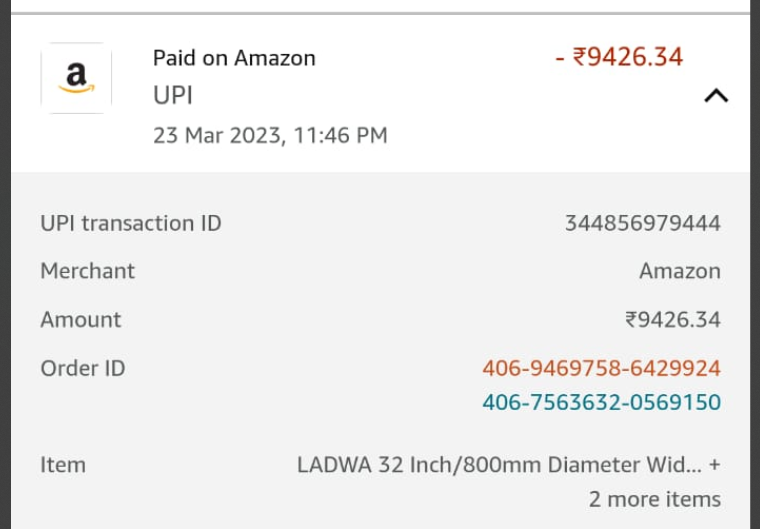 a
Paid on Amazon
- ₹9426.34
UPI
23 Mar 2023, 11:46 PM
UPI transaction ID
344856979444
Merchant
Amazon
Amount
₹9426.34
Order ID
406-9469758-6429924
406-7563632-0569150
Item
LADWA 32 Inch/800mm Diameter Wid... +
2 more items